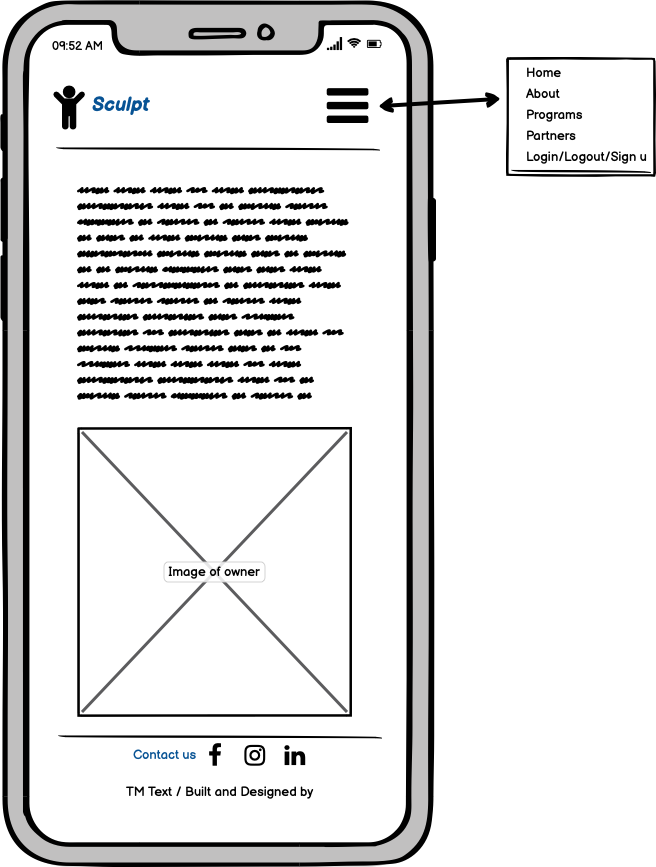 09:52 AM
Sculpt
Home
About
Programs
Partners
Login/Logout/Sign u
Image of owner
Contact us
TM Text / Built and Designed by